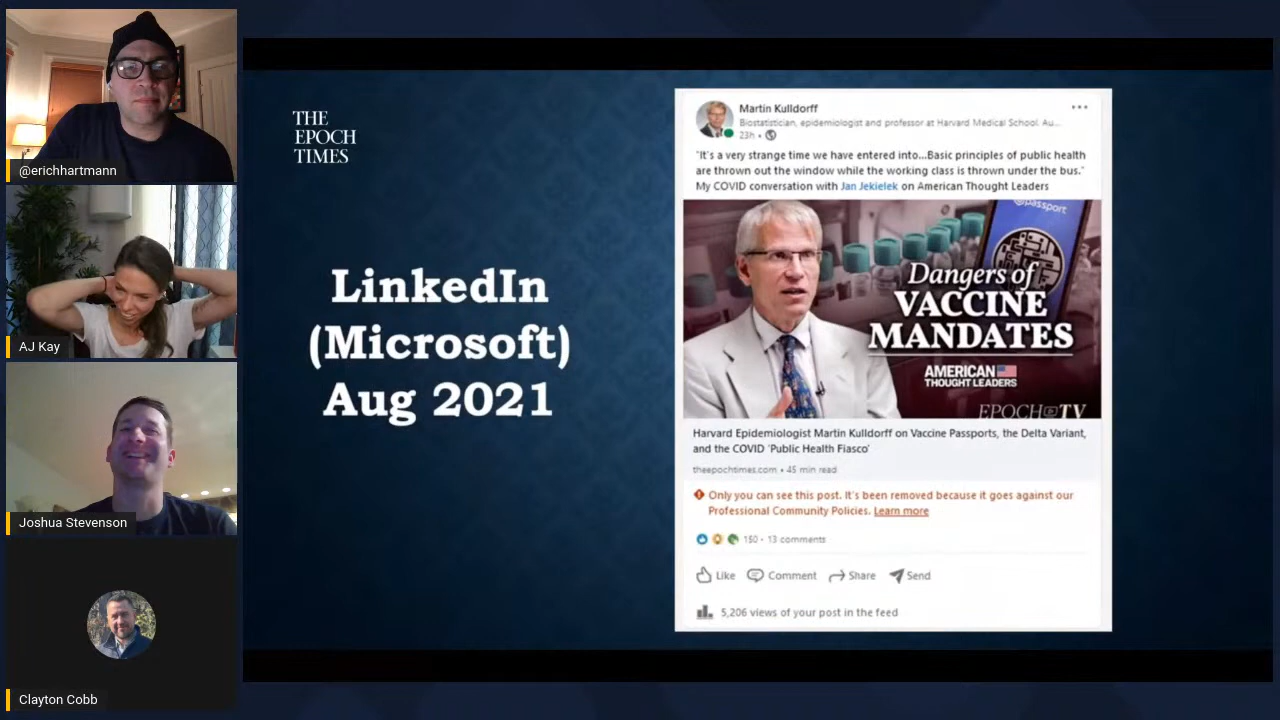 @erichhartmann
AJ Kay
Joshua Stevenson
Clayton Cobb
THE
EPOCH
TIMES
LinkedIn
(Microsoft)
Aug 2021
Martin Kulldorff
Biostatistician, epidemiologist and professor at Harvard Medical School. Au...
23h •
"It's a very strange time we have entered into...Basic principles of public health
are thrown out the window while the working class is thrown under the bus."
My COVID conversation with Jan Jekielek on American Thought Leaders
passport
Dangers of
VACCINE
MANDATES
AMERICAN
THOUGHT LEADERS
EPOCH TV
Harvard Epidemiologist Martin Kulldorff on Vaccine Passports, the Delta Variant,
and the COVID 'Public Health Fiasco'
theepochtimes.com • 45 min read
Only you can see this post. It's been removed because it goes against our
Professional Community Policies. Learn more
150 · 13 comments
Like Comment Share Send
5,206 views of your post in the feed